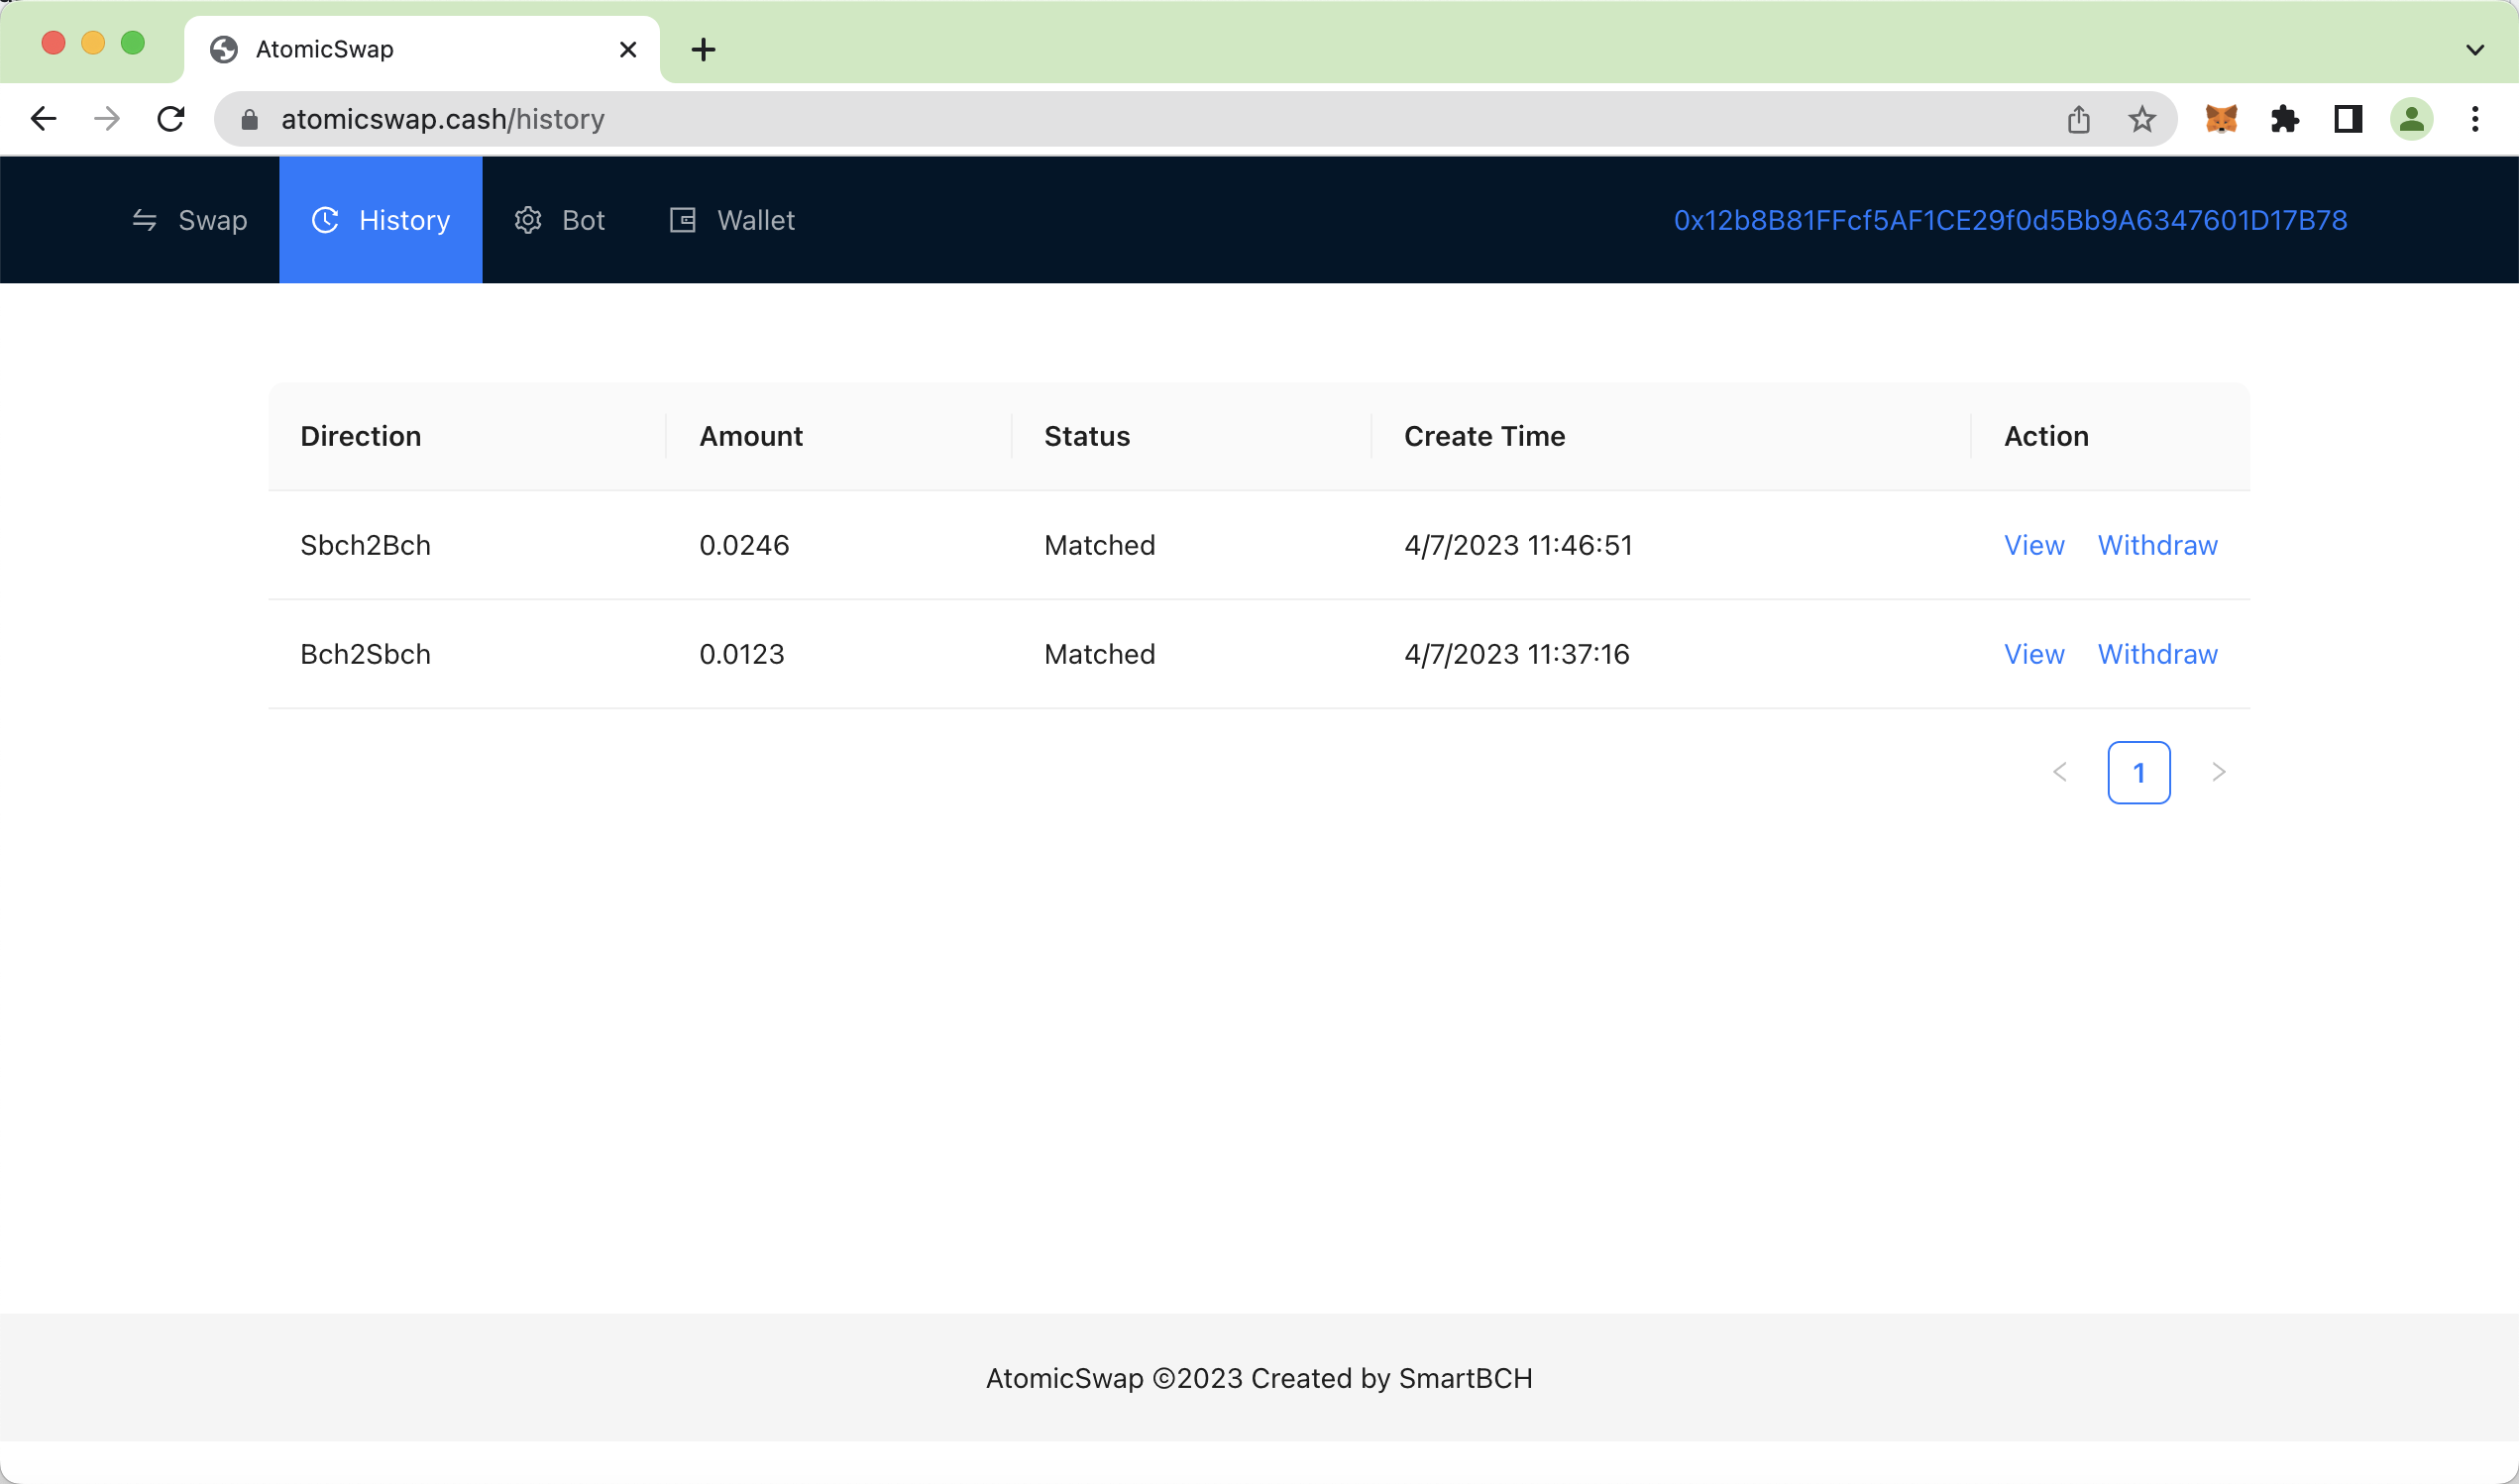 AtomicSwap
atomicswap.cash/history
Swap History Bot Wallet 0x12b8B81FFcf5AF1CE29f0d5Bb9A6347601D17B78
Direction Amount Status Create Time Action
Sbch2Bch 0.0246 Matched 4/7/2023 11:46:51 View Withdraw
Bch2Sbch 0.0123 Matched 4/7/2023 11:37:16 View Withdraw
1
AtomicSwap ©2023 Created by SmartBCH